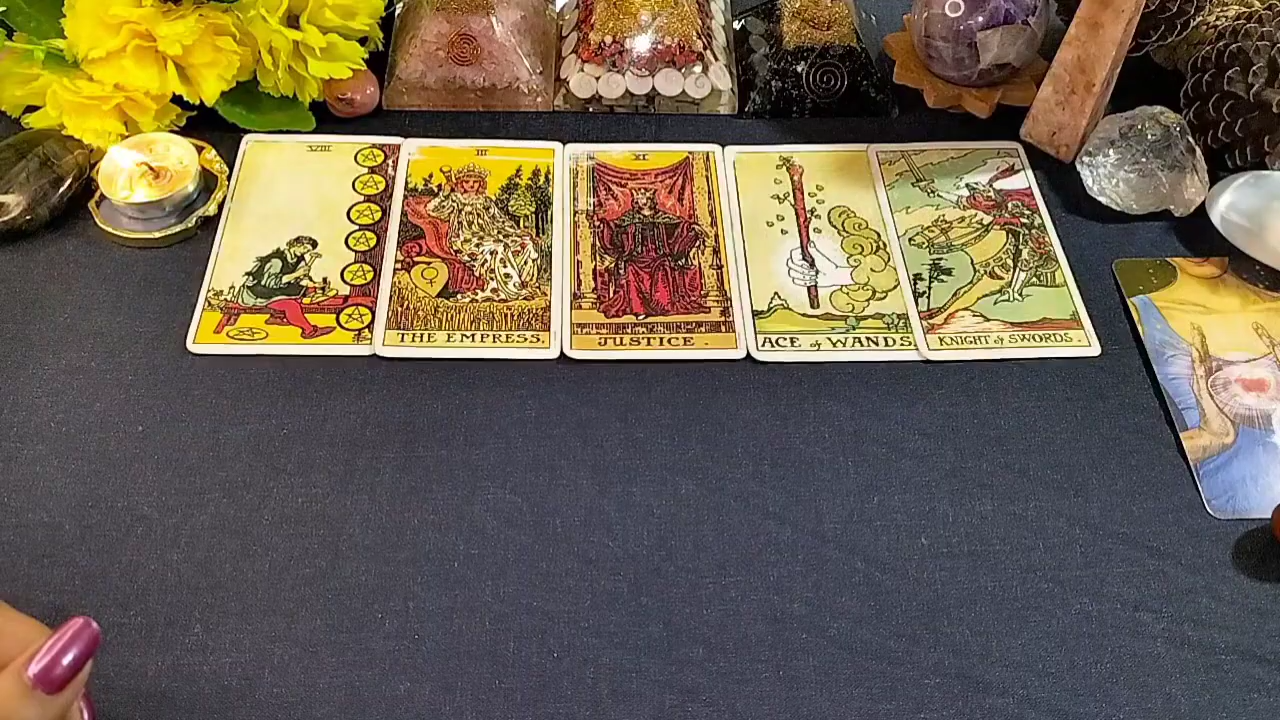 VIII
III
XI
THE EMPRESS.
JUSTICE .
ACE of WANDS
KNIGHT of SWORDS .